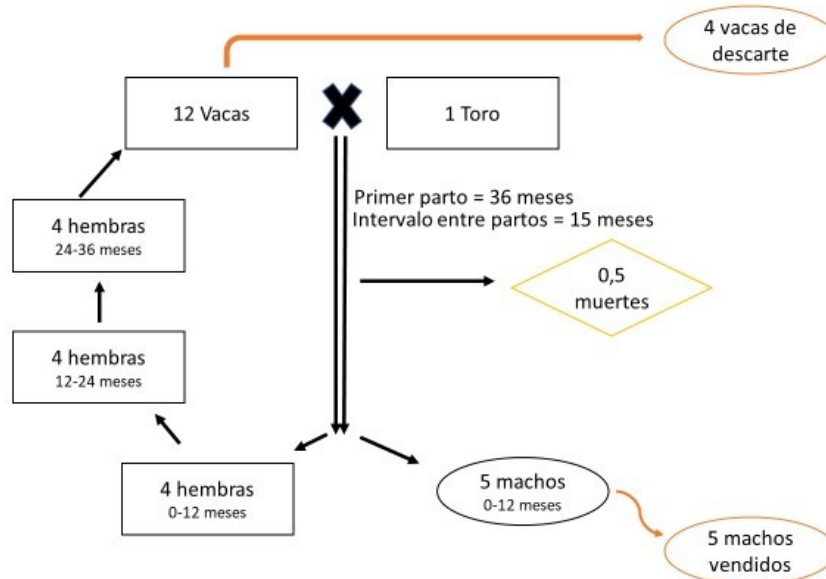 4 vacas de
descarte
12 Vacas
1 Toro
Primer parto = 36 meses
Intervalo entre partos = 15 meses
4 hembras
24-36 meses
0,5
muertes
4 hembras
12-24 meses
4 hembras
0-12 meses
5 machos
0-12 meses
5 machos
vendidos